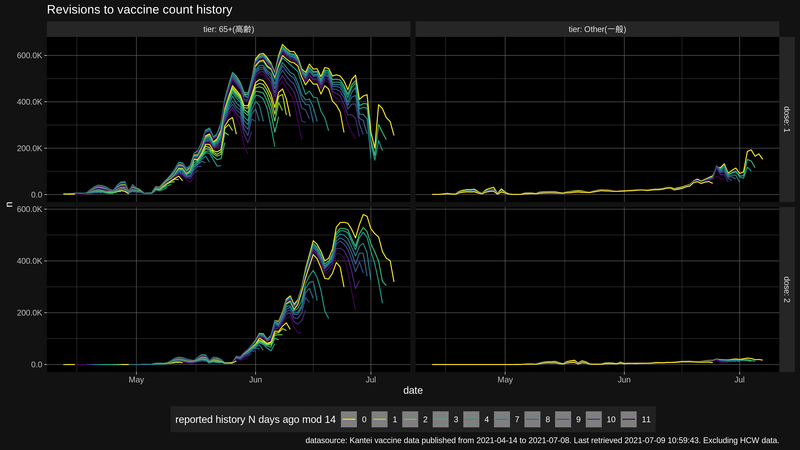 Revisions to vaccine count history
tier: 65+(高齢)
tier: Other(一般)
600.0K
400.0K
200.0K
0.0
dose: 1
n
600.0K
400.0K
200.0K
0.0
dose: 2
May
Jun
Jul
May
Jun
Jul
date
reported history N days ago mod 14
0
1
2
3
4
7
8
9
10
11
datasource: Kantei vaccine data published from 2021-04-14 to 2021-07-08. Last retrieved 2021-07-09 10:59:43. Excluding HCW data.